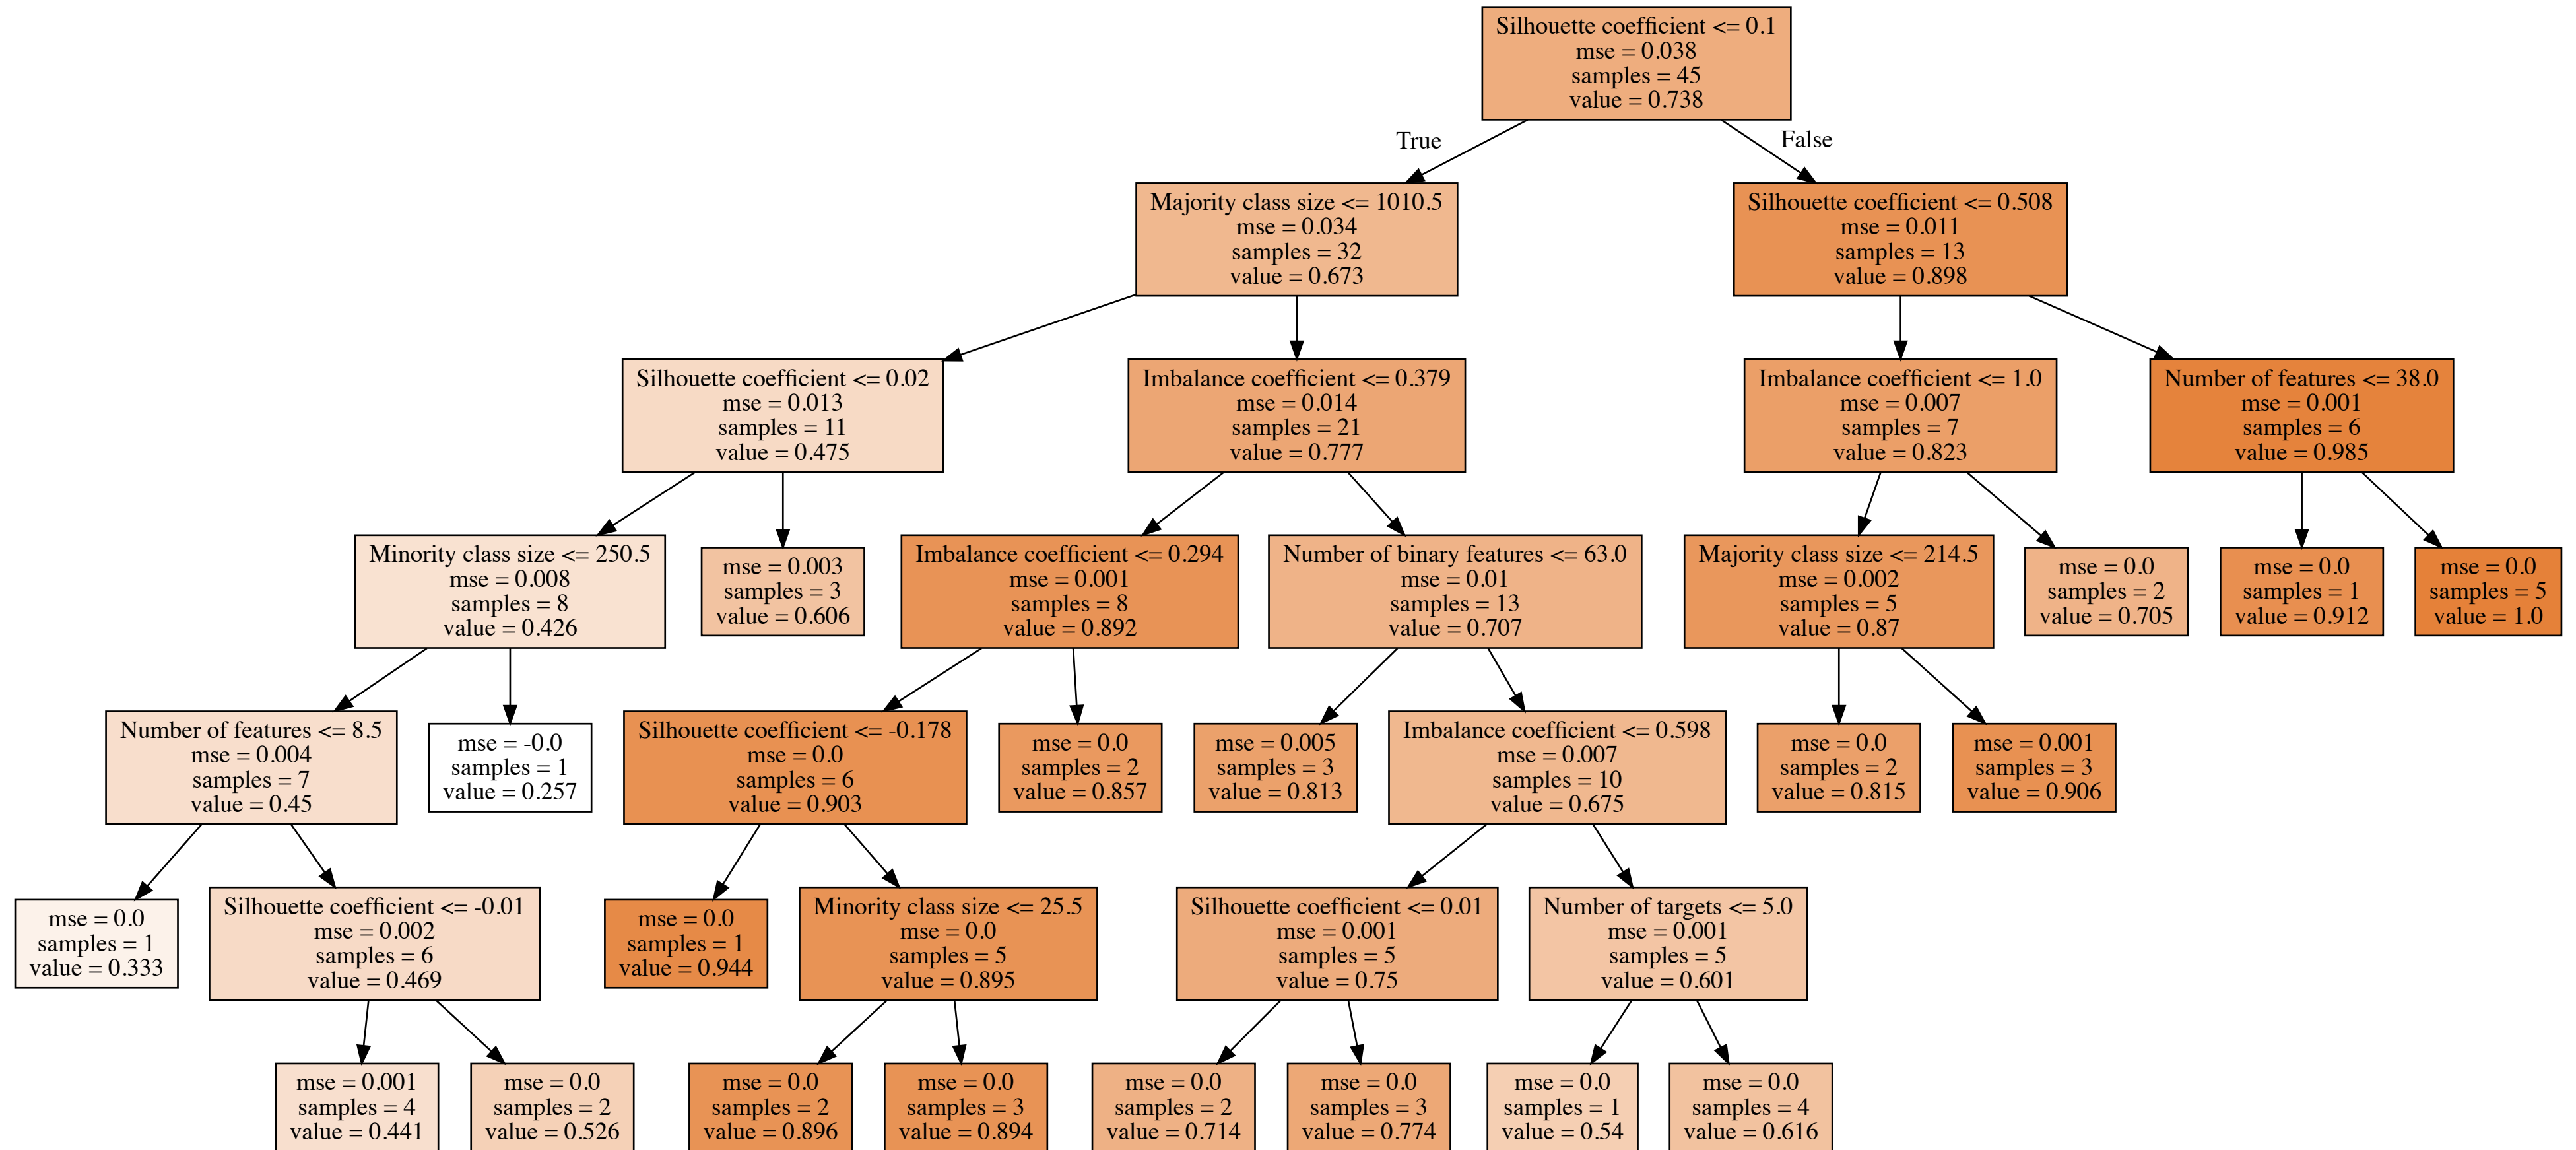 Silhouette coefficient <= 0.1
mse = 0.038
samples = 45
value = 0.738
True
False
Majority class size <= 1010.5
mse = 0.034
samples = 32
value = 0.673
Silhouette coefficient <= 0.508
mse = 0.011
samples = 13
value = 0.898
Silhouette coefficient <= 0.02
mse = 0.013
samples = 11
value = 0.475
Imbalance coefficient <= 0.379
mse = 0.014
samples = 21
value = 0.777
Imbalance coefficient <= 1.0
mse = 0.007
samples = 7
value = 0.823
Number of features <= 38.0
mse = 0.001
samples = 6
value = 0.985
Minority class size <= 250.5
mse = 0.008
samples = 8
value = 0.426
mse = 0.003
samples = 3
value = 0.606
Imbalance coefficient <= 0.294
mse = 0.001
samples = 8
value = 0.892
Number of binary features <= 63.0
mse = 0.01
samples = 13
value = 0.707
Majority class size <= 214.5
mse = 0.002
samples = 5
value = 0.87
mse = 0.0
samples = 2
value = 0.705
mse = 0.0
samples = 1
value = 0.912
mse = 0.0
samples = 5
value = 1.0
Number of features <= 8.5
mse = 0.004
samples = 7
value = 0.45
mse = -0.0
samples = 1
value = 0.257
Silhouette coefficient <= -0.178
mse = 0.0
samples = 6
value = 0.903
mse = 0.0
samples = 2
value = 0.857
mse = 0.005
samples = 3
value = 0.813
Imbalance coefficient <= 0.598
mse = 0.007
samples = 10
value = 0.675
mse = 0.0
samples = 2
value = 0.815
mse = 0.001
samples = 3
value = 0.906
mse = 0.0
samples = 1
value = 0.333
Silhouette coefficient <= -0.01
mse = 0.002
samples = 6
value = 0.469
mse = 0.0
samples = 1
value = 0.944
Minority class size <= 25.5
mse = 0.0
samples = 5
value = 0.895
Silhouette coefficient <= 0.01
mse = 0.001
samples = 5
value = 0.75
Number of targets <= 5.0
mse = 0.001
samples = 5
value = 0.601
mse = 0.001
samples = 4
value = 0.441
mse = 0.0
samples = 2
value = 0.526
mse = 0.0
samples = 2
value = 0.896
mse = 0.0
samples = 3
value = 0.894
mse = 0.0
samples = 2
value = 0.714
mse = 0.0
samples = 3
value = 0.774
mse = 0.0
samples = 1
value = 0.54
mse = 0.0
samples = 4
value = 0.616